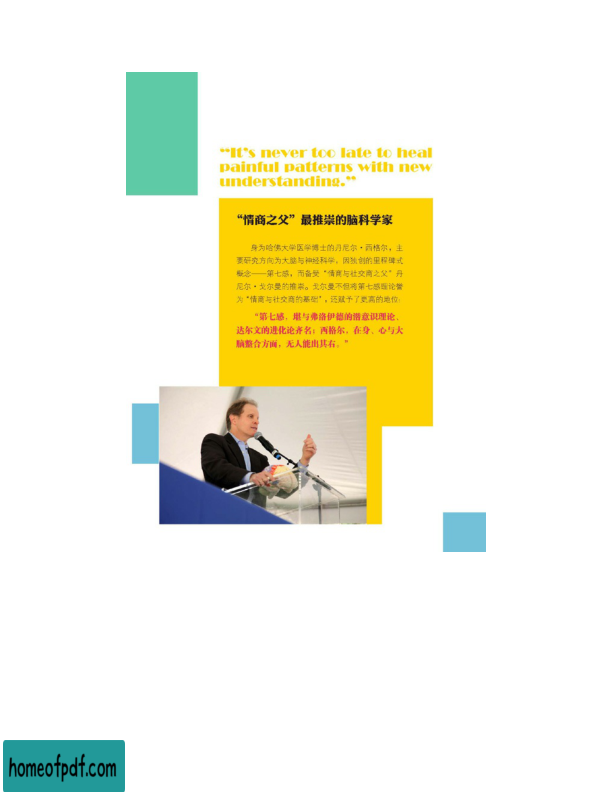 “It’s never too late to heal
painful patterns with new
understanding.”
“情商之父”最推崇的脑科学家
身为哈佛大学医学博士的丹尼尔·西格尔，主
要研究方向为大脑与神经科学，因独创的里程碑式
概念——第七感，而备受“情商与社交商之父”丹
尼尔·戈尔曼的推崇。戈尔曼不但将第七感理论誉
为“情商与社交商的基础”，还赋予了更高的地位：
“第七感，堪与弗洛伊德的潜意识理论、
达尔文的进化论齐名；西格尔，在身、心与大
脑整合方面，无人能出其右。”
homeofpdf.com